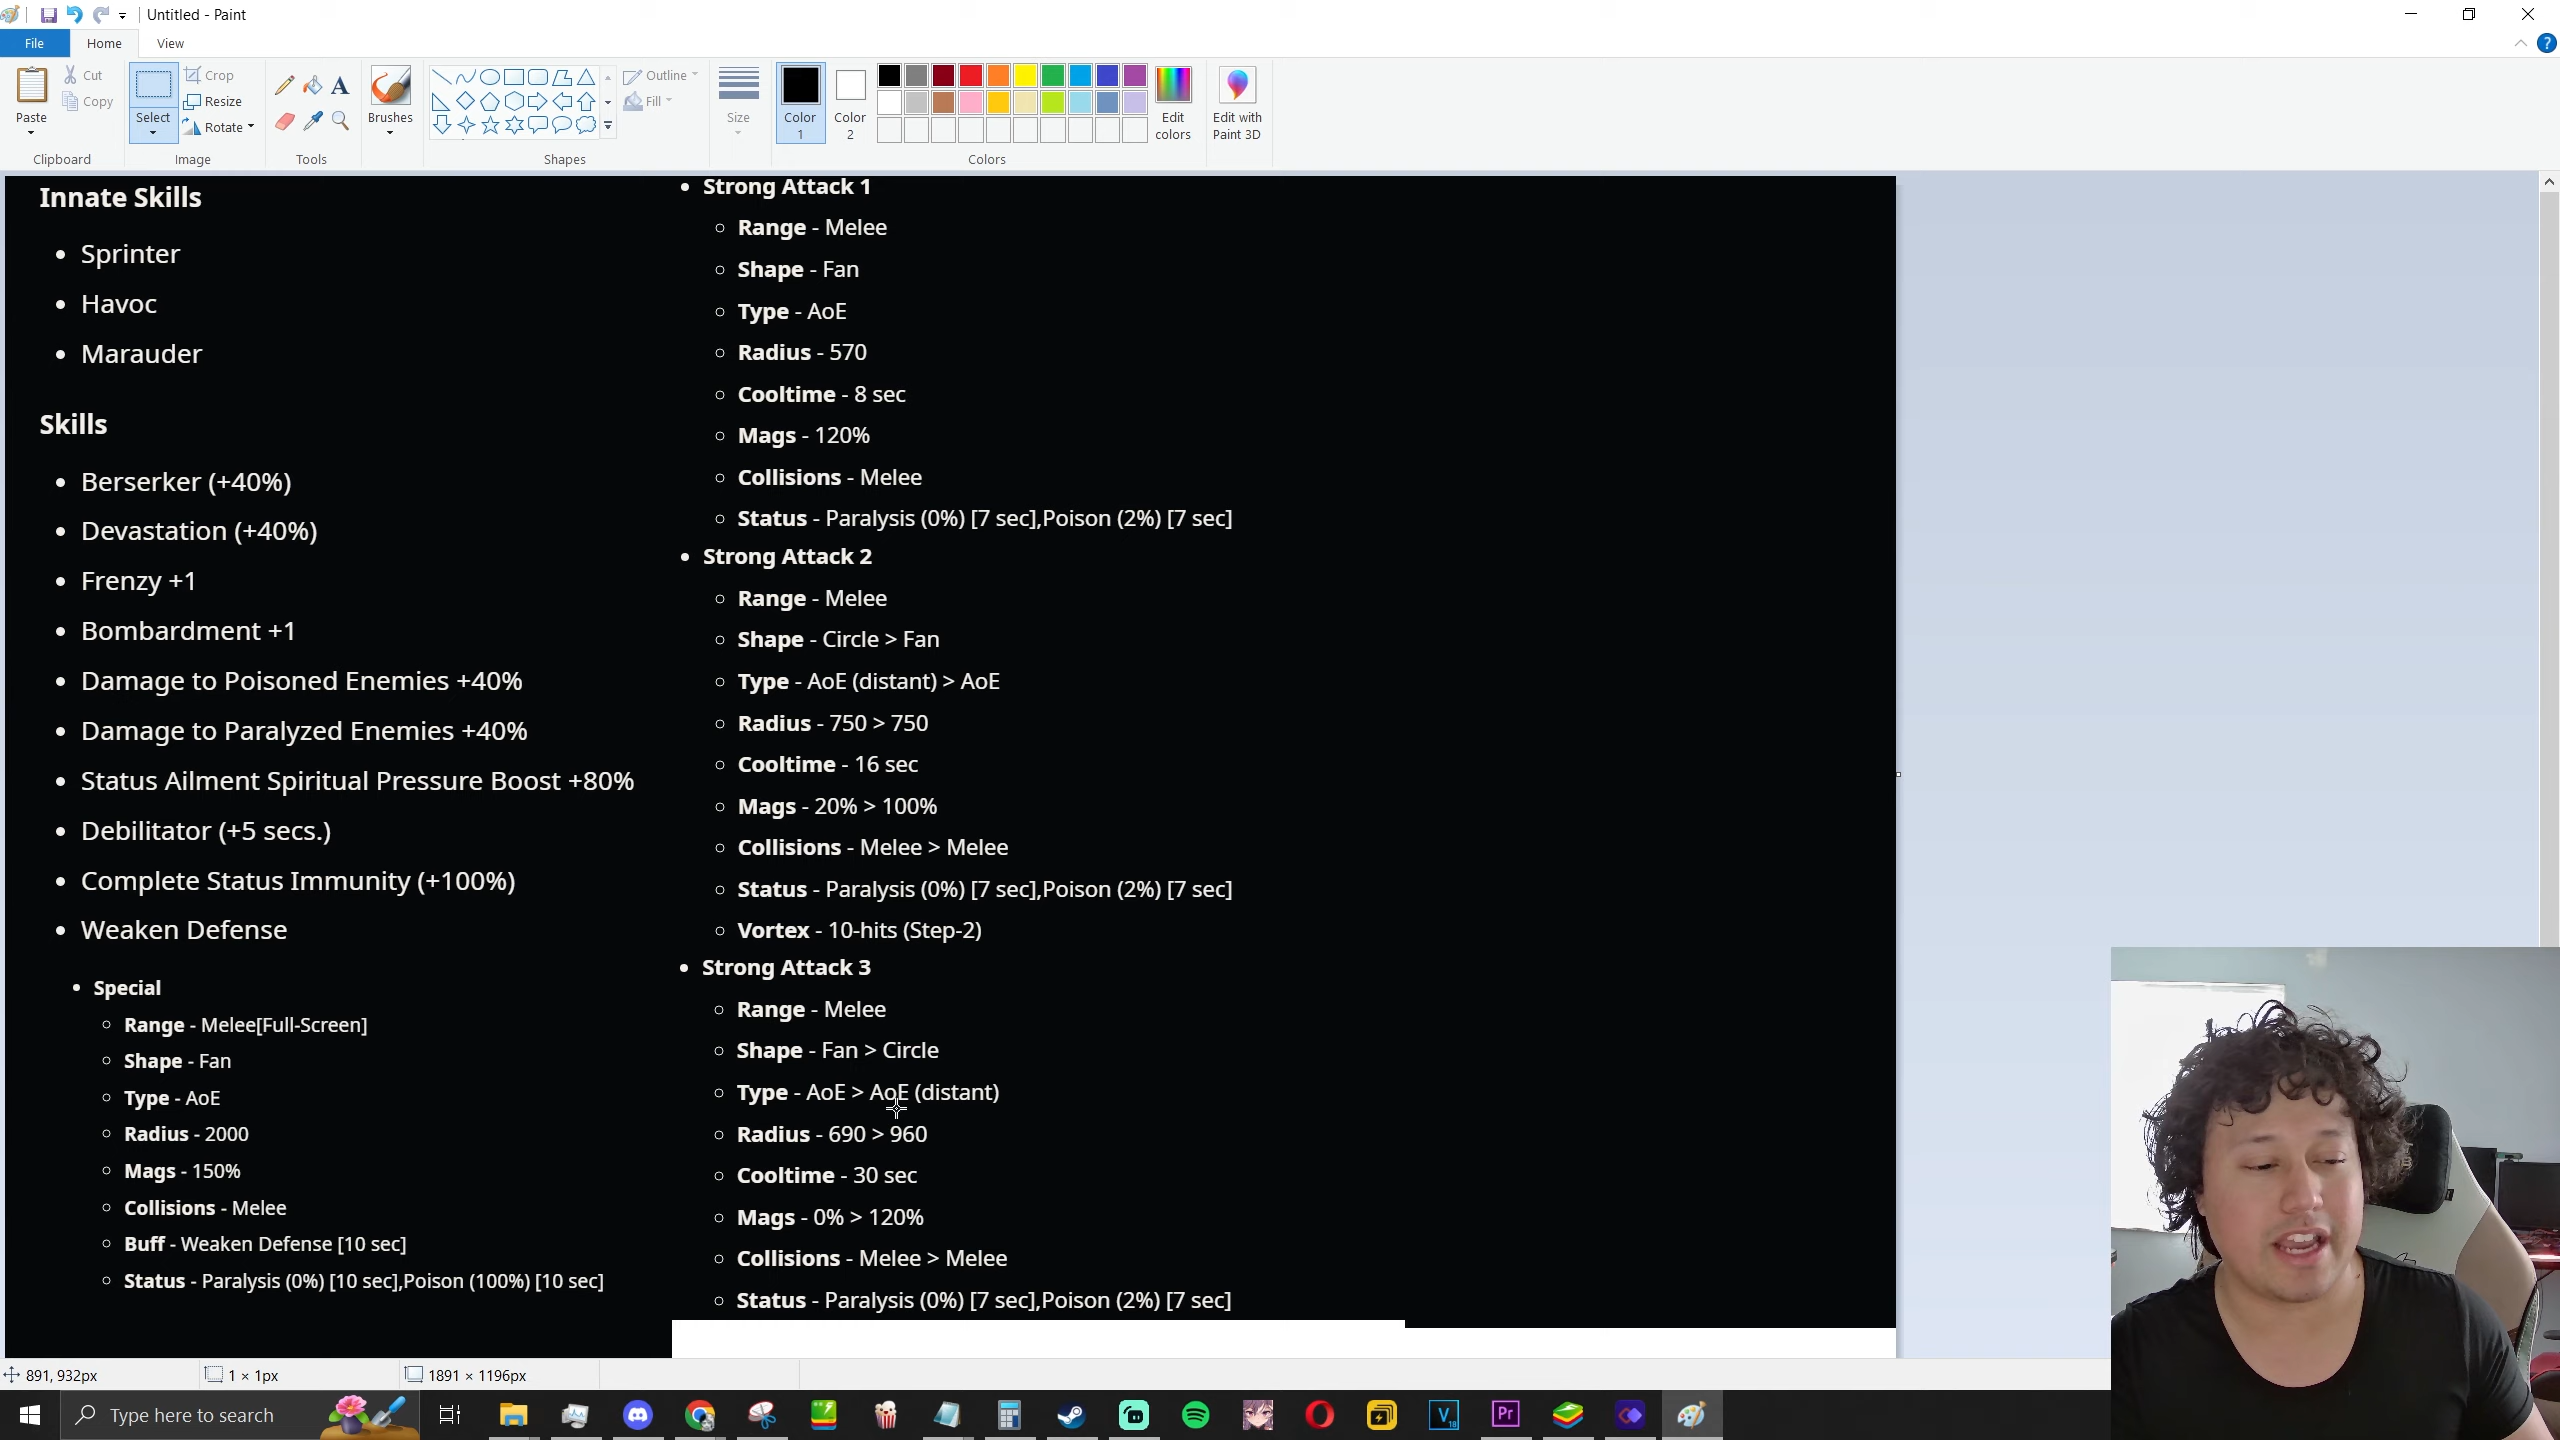 Untitled - Paint
File
Home
View
Paste
Cut
Copy
Clipboard
Select
Crop
Resize
Rotate
Image
Tools
Brushes
Shapes
Outline
Fill
Size
Color
1
Color
2
Edit
colors
Colors
Edit with
Paint 3D
Innate Skills
Sprinter
Havoc
Marauder
Skills
Berserker (+40%)
Devastation (+40%)
Frenzy +1
Bombardment +1
Damage to Poisoned Enemies +40%
Damage to Paralyzed Enemies +40%
Status Ailment Spiritual Pressure Boost +80%
Debilitator (+5 secs.)
Complete Status Immunity (+100%)
Weaken Defense
Special
Range - Melee[Full-Screen]
Shape - Fan
Type - AoE
Radius - 2000
Mags - 150%
Collisions - Melee
Buff - Weaken Defense [10 sec]
Status - Paralysis (0%) [10 sec],Poison (100%) [10 sec]
Strong Attack 1
Range - Melee
Shape - Fan
Type - AoE
Radius - 570
Cooltime - 8 sec
Mags - 120%
Collisions - Melee
Status - Paralysis (0%) [7 sec],Poison (2%) [7 sec]
Strong Attack 2
Range - Melee
Shape - Circle > Fan
Type - AoE (distant) > AoE
Radius - 750 > 750
Cooltime - 16 sec
Mags - 20% > 100%
Collisions - Melee > Melee
Status - Paralysis (0%) [7 sec],Poison (2%) [7 sec]
Vortex - 10-hits (Step-2)
Strong Attack 3
Range - Melee
Shape - Fan > Circle
Type - AoE > AoE (distant)
Radius - 690 > 960
Cooltime - 30 sec
Mags - 0% > 120%
Collisions - Melee > Melee
Status - Paralysis (0%) [7 sec],Poison (2%) [7 sec]
891, 932px
1 × 1px
1891 × 1196px
Type here to search
V
18
Pr